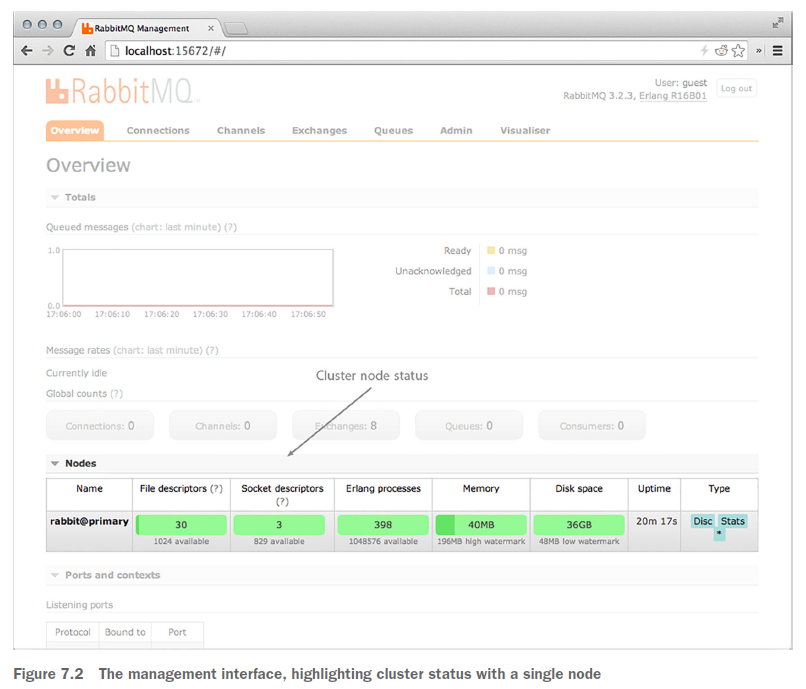 RabbitMQ Management
localhost:15672/#/
RabbitMQ
User: guest
RabbitMQ 3.2.3, Erlang R16B01
Log out
Overview Connections Channels Exchanges Queues Admin Visualiser
Overview
Totals
Queued messages (chart: last minute) (?)
1.0
0.0
17:06:00 17:06:10 17:06:20 17:06:30 17:06:40 17:06:50
Ready 0 msg
Unacknowledged 0 msg
Total 0 msg
Message rates (chart: last minute) (?)
Currently idle
Cluster node status
Global counts (?)
Connections: 0 Channels: 0 Exchanges: 8 Queues: 0 Consumers: 0
Nodes
Name File descriptors (?) Socket descriptors (?) Erlang processes Memory Disk space Uptime Type
rabbit@primary 30 3 398 40MB 36GB 20m 17s Disc Stats
1024 available 829 available 1048576 available 196MB high watermark 48MB low watermark *
Ports and contexts
Listening ports
Protocol Bound to Port
Figure 7.2 The management interface, highlighting cluster status with a single node